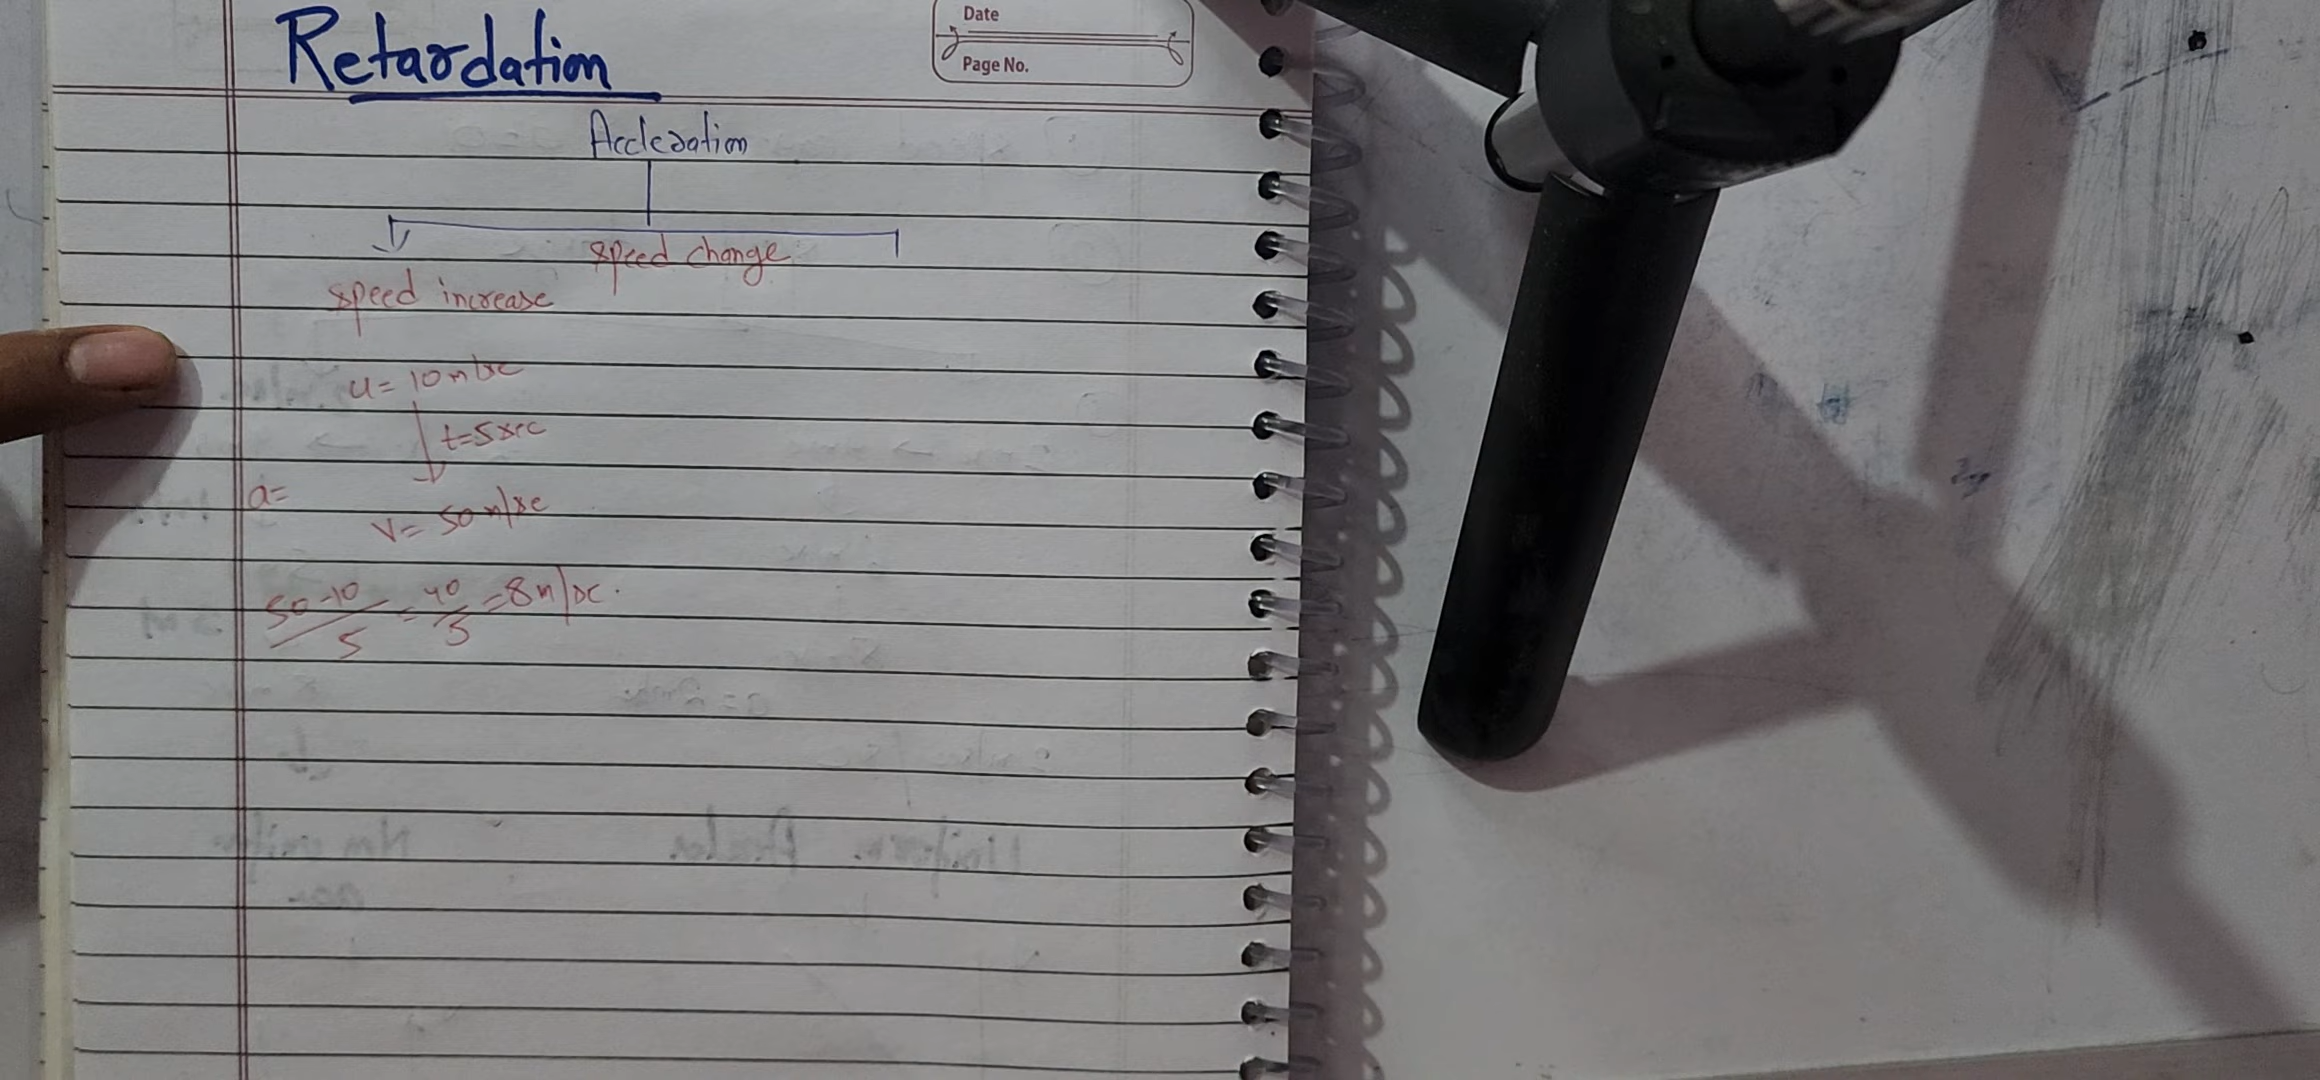 Retardation
Date
Page No.
Accleration
speed change
speed increase
u = 10 m/sec
t = 5 sec
a =
v = 50 m/sec
50-10/5 = 40/5 = 8 m/sc.